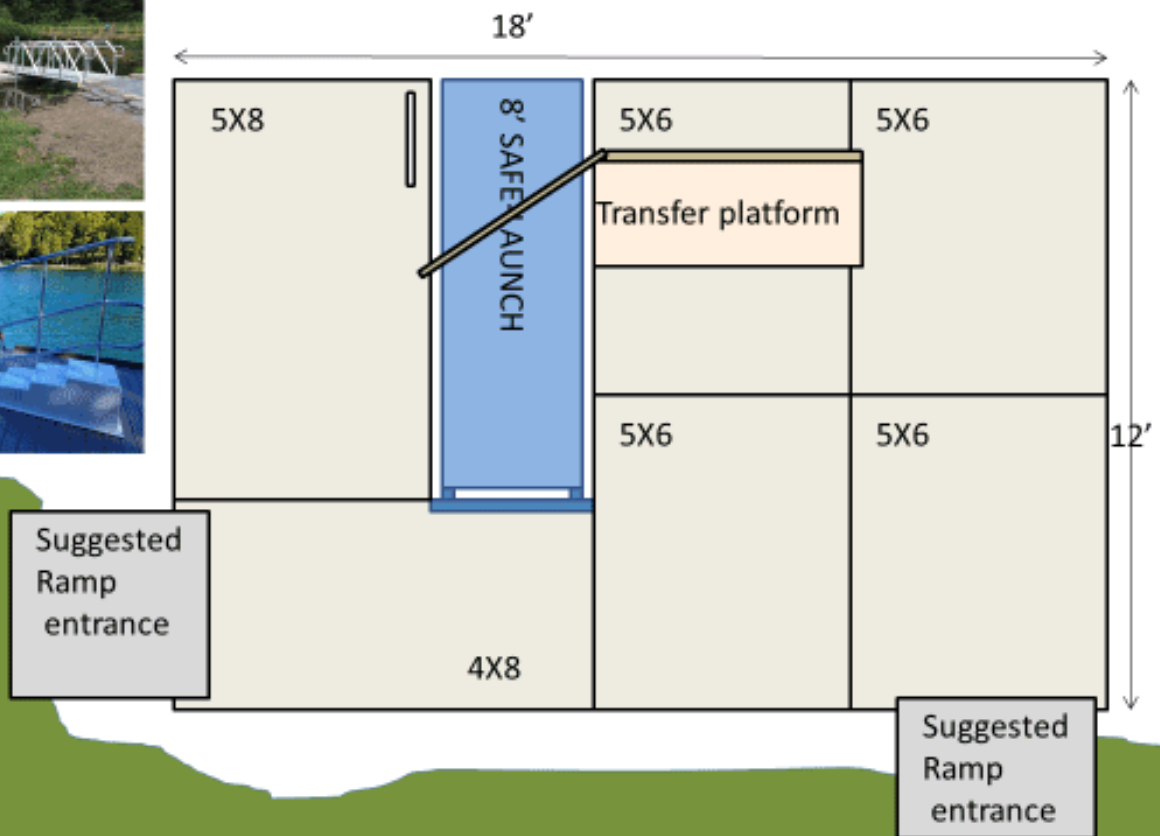 18’
5X8
8’ SAFE LAUNCH
5X6
5X6
Transfer platform
5X6
5X6
12’
Suggested
Ramp
entrance
4X8
Suggested
Ramp
entrance